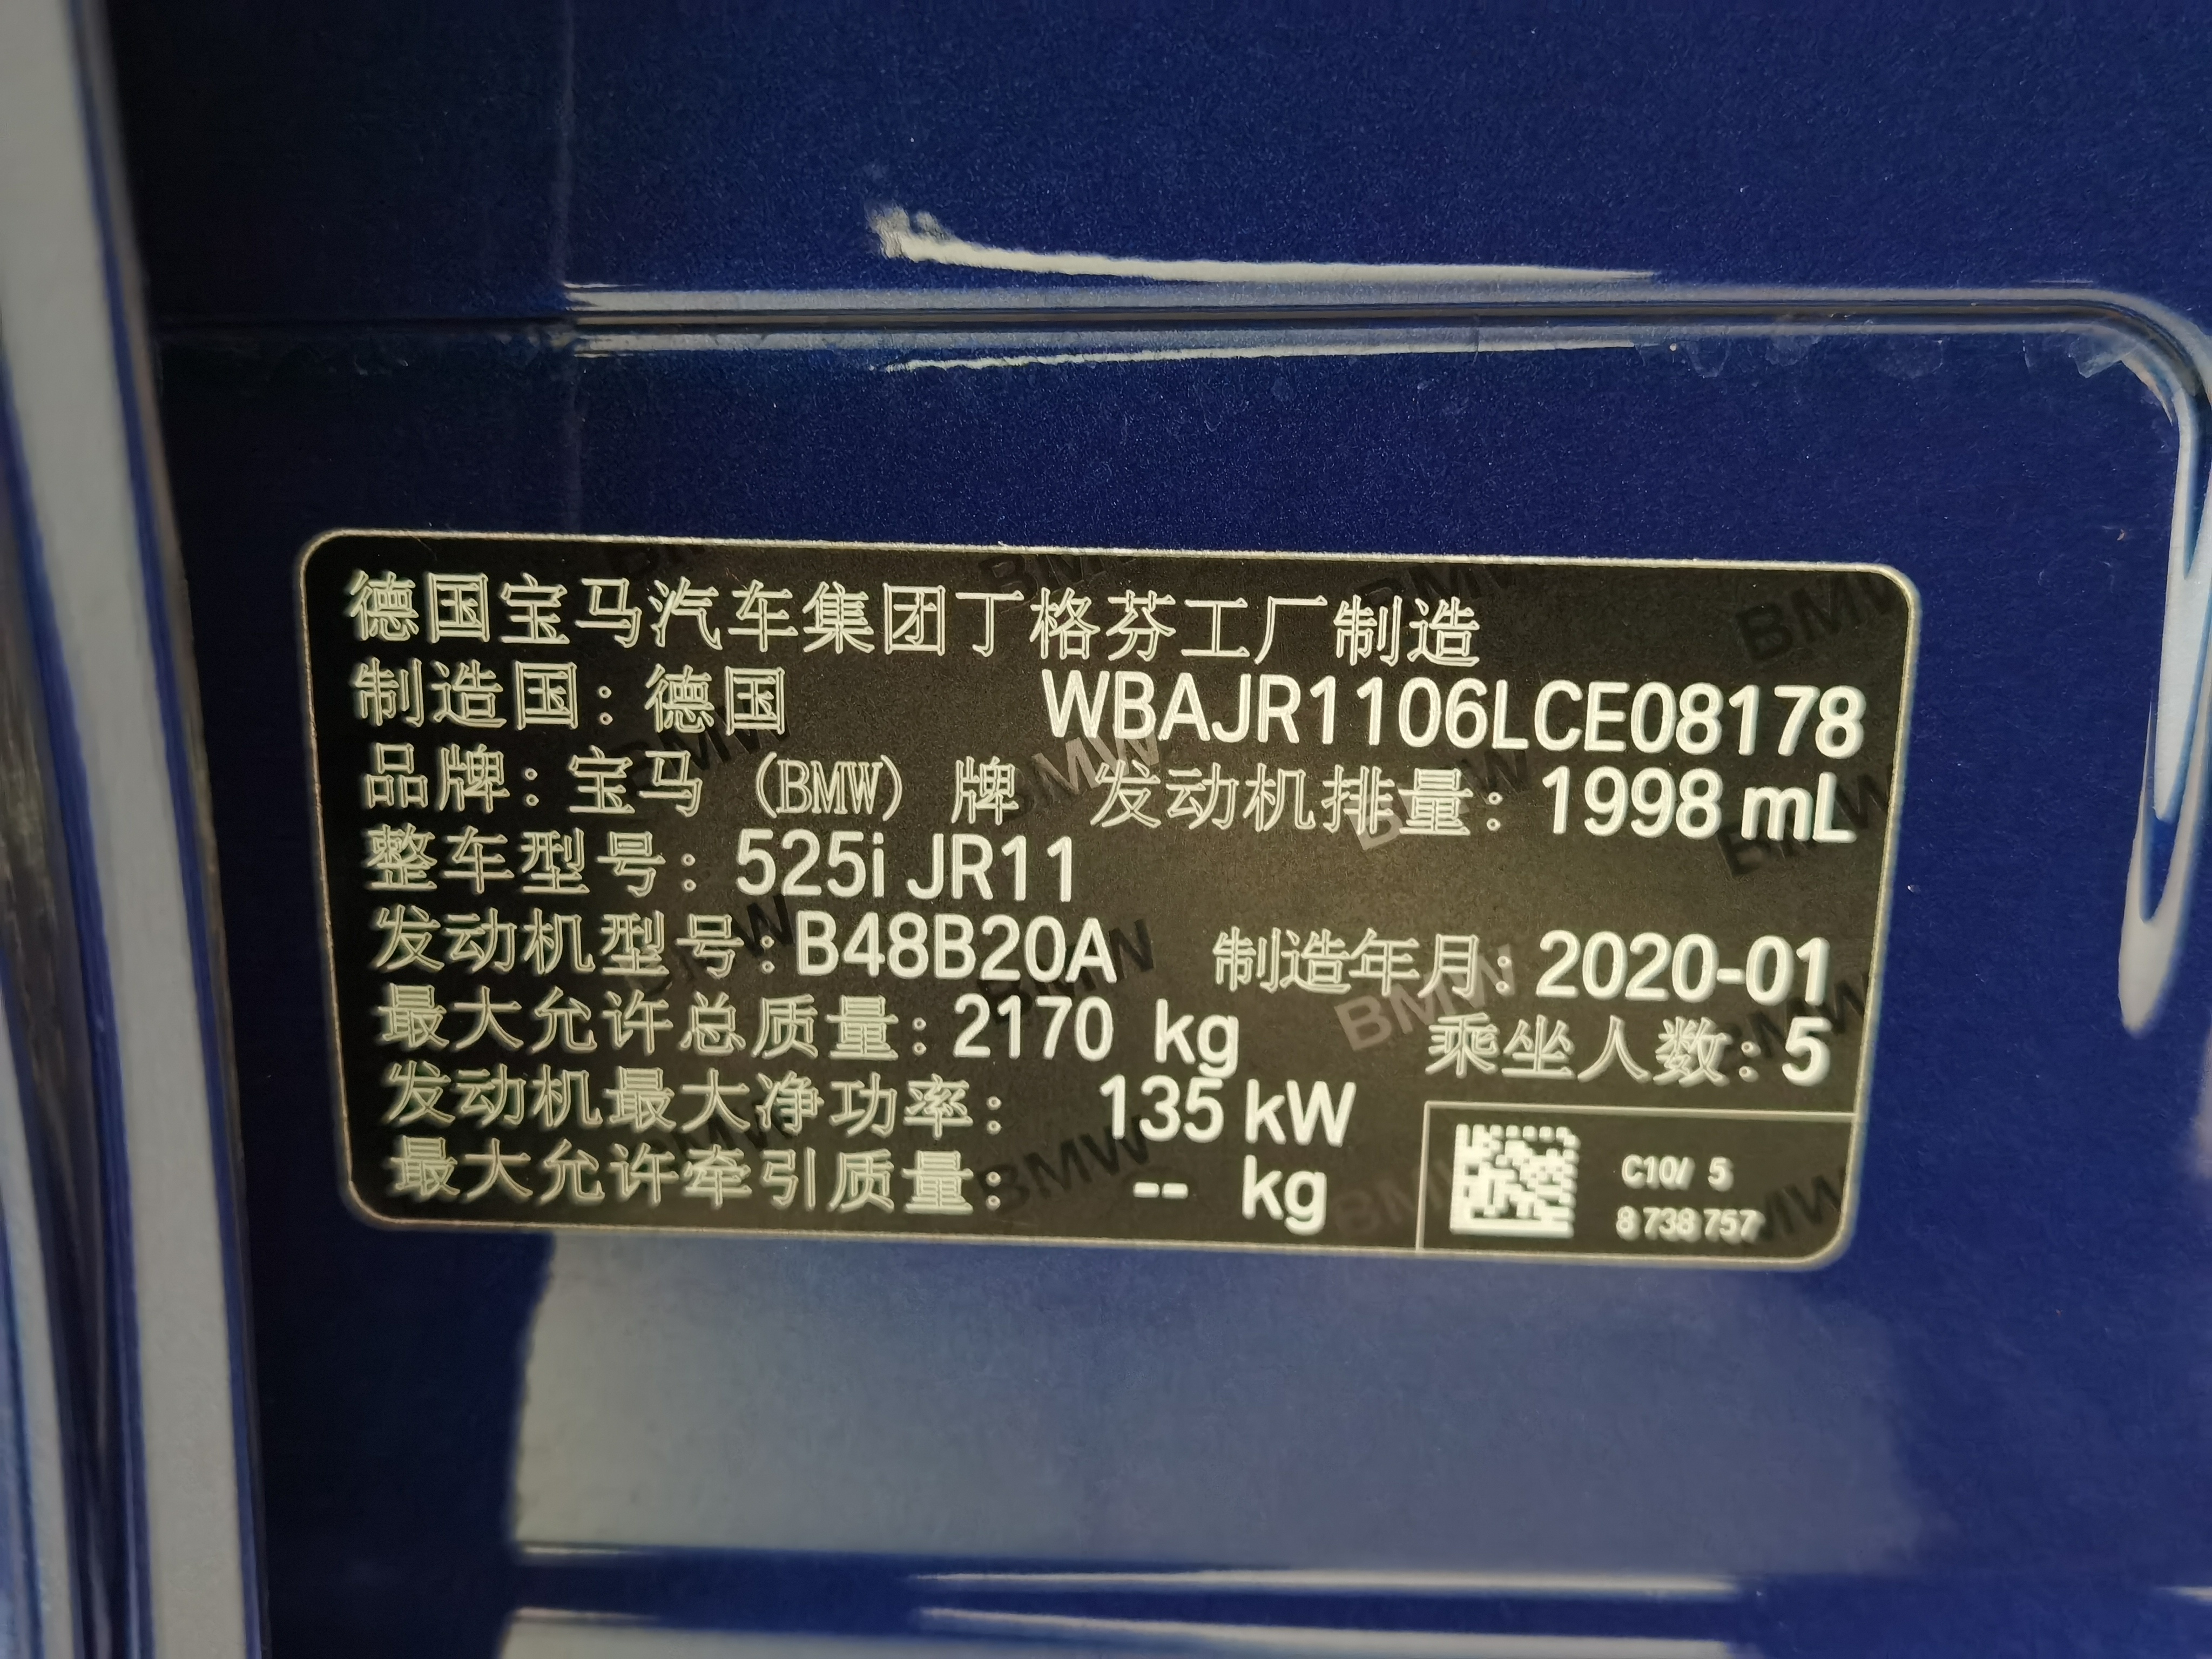 德国宝马汽车集团丁格芬工厂制造
制造国：德国 WBAJR1106LCE08178
品牌：宝马 (BMW) 牌 发动机排量：1998 mL
整车型号：525i JR11
发动机型号：B48B20A 制造年月：2020-01
最大允许总质量：2170 kg 乘坐人数：5
发动机最大净功率： 135 kW
最大允许牵引质量： -- kg
C10/ 5
8 738 757